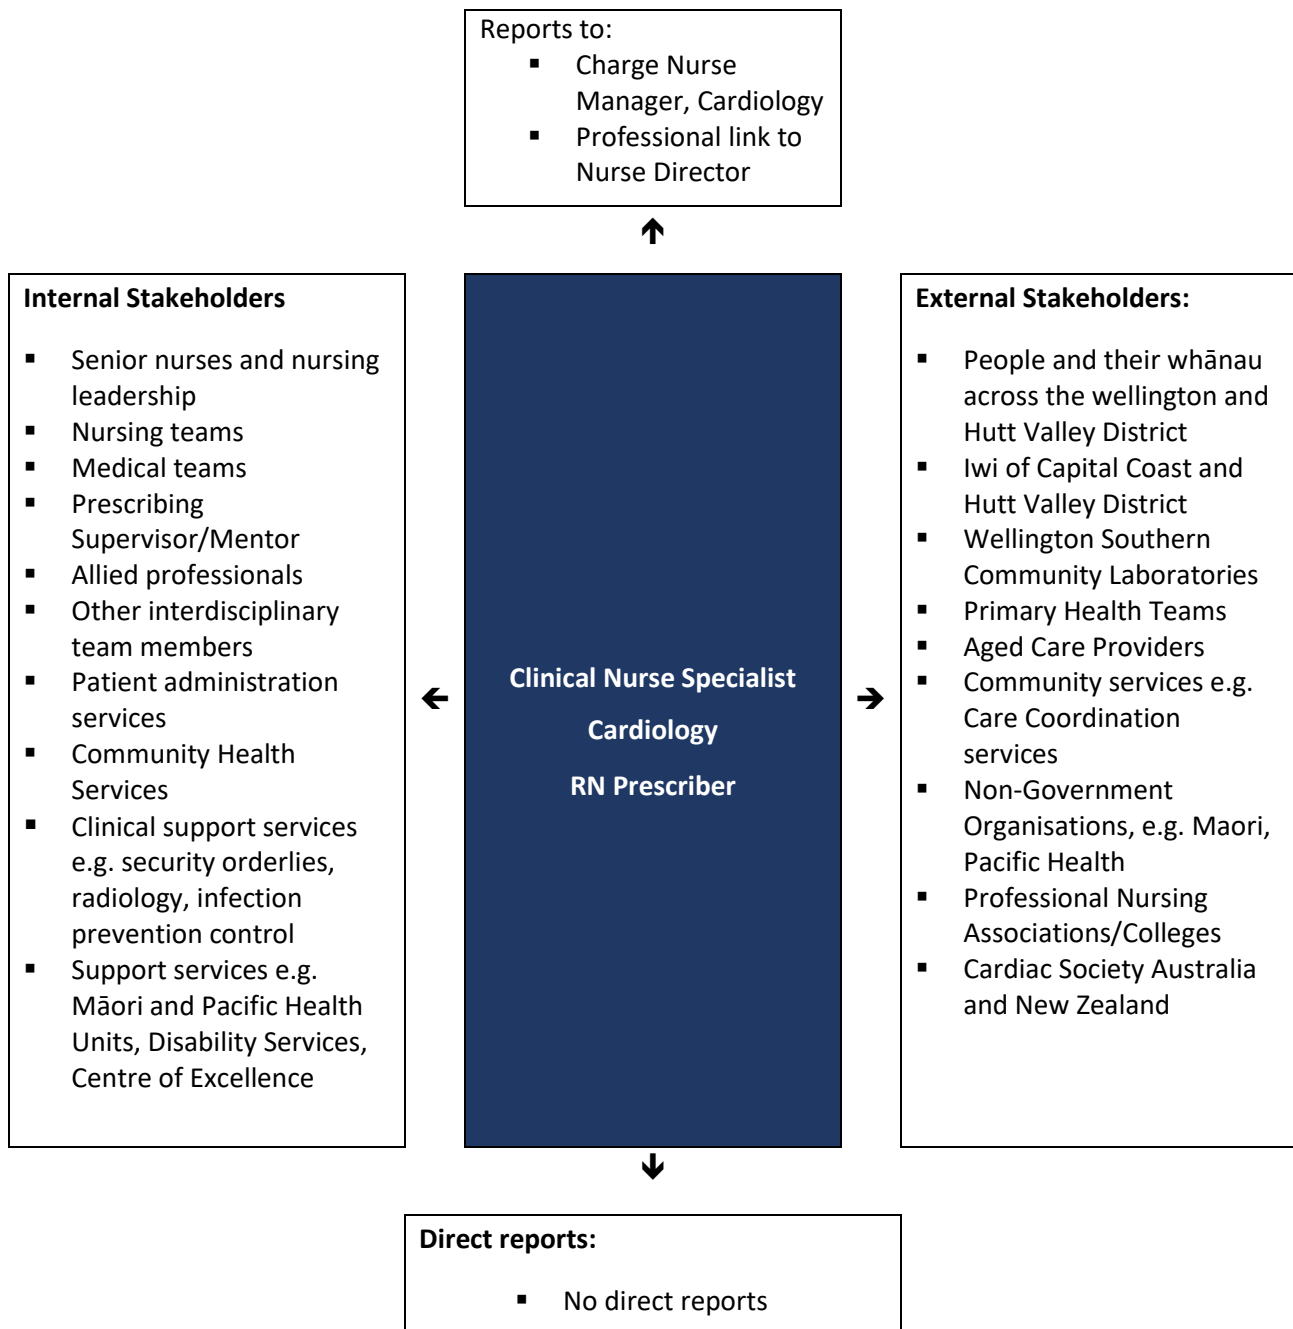 Reports to:
▪ Charge Nurse
Manager, Cardiology
▪ Professional link to
Nurse Director
🡩
Internal Stakeholders
▪ Senior nurses and nursing
leadership
▪ Nursing teams
▪ Medical teams
▪ Prescribing
Supervisor/Mentor
▪ Allied professionals
▪ Other interdisciplinary
team members
▪ Patient administration
services
▪ Community Health
Services
▪ Clinical support services
e.g. security orderlies,
radiology, infection
prevention control
▪ Support services e.g.
Māori and Pacific Health
Units, Disability Services,
Centre of Excellence
🡨
Clinical Nurse Specialist
Cardiology
RN Prescriber
🡪
External Stakeholders:
▪ People and their whānau
across the wellington and
Hutt Valley District
▪ Iwi of Capital Coast and
Hutt Valley District
▪ Wellington Southern
Community Laboratories
▪ Primary Health Teams
▪ Aged Care Providers
▪ Community services e.g.
Care Coordination
services
▪ Non-Government
Organisations, e.g. Maori,
Pacific Health
▪ Professional Nursing
Associations/Colleges
▪ Cardiac Society Australia
and New Zealand
🡫
Direct reports:
▪ No direct reports